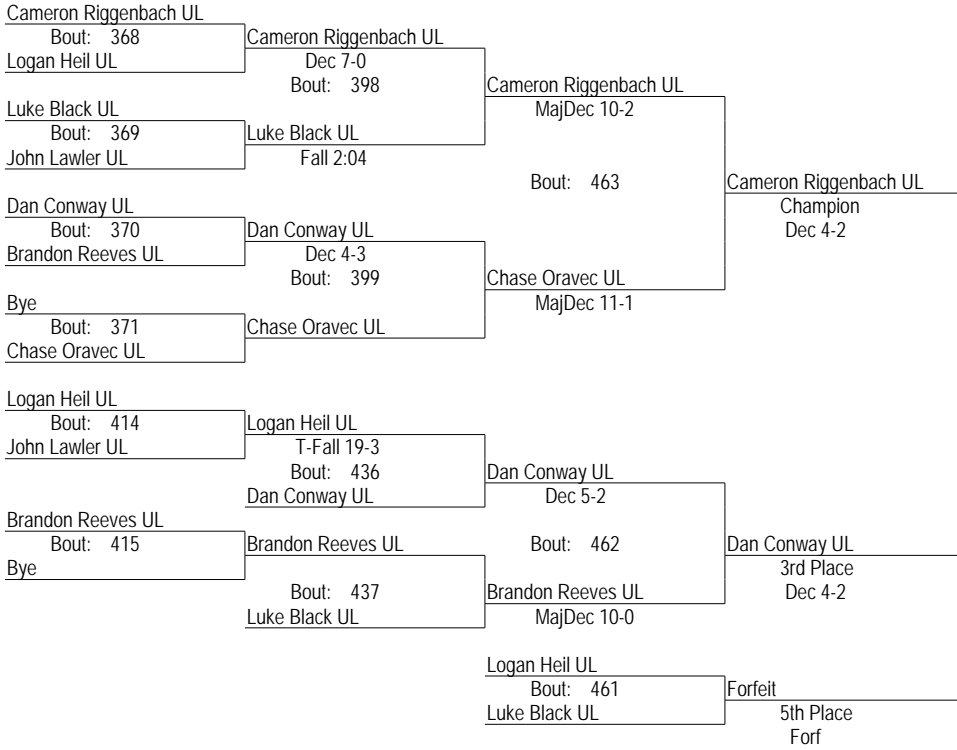 Cameron Riggenbach UL
Bout: 368
Logan Heil UL
Cameron Riggenbach UL
Dec 7-0
Bout: 398
Luke Black UL
Bout: 369
John Lawler UL
Luke Black UL
Fall 2:04
Cameron Riggenbach UL
MajDec 10-2
Bout: 463
Dan Conway UL
Bout: 370
Brandon Reeves UL
Dan Conway UL
Dec 4-3
Bout: 399
Bye
Bout: 371
Chase Oravec UL
Chase Oravec UL
Chase Oravec UL
MajDec 11-1
Cameron Riggenbach UL
Champion
Dec 4-2
Logan Heil UL
Bout: 414
John Lawler UL
Logan Heil UL
T-Fall 19-3
Bout: 436
Dan Conway UL
Dan Conway UL
Dec 5-2
Brandon Reeves UL
Bout: 415
Bye
Brandon Reeves UL
Bout: 437
Luke Black UL
Bout: 462
Brandon Reeves UL
MajDec 10-0
Dan Conway UL
3rd Place
Dec 4-2
Logan Heil UL
Bout: 461
Luke Black UL
Forfeit
5th Place
Forf